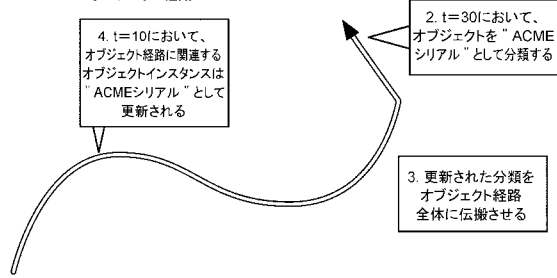 4. t=10において、
オブジェクト経路に関連する
オブジェクトインスタンスは
"ACMEシリアル"として
更新される
2. t=30において、
オブジェクトを"ACME
シリアル"として分類する
3. 更新された分類を
オブジェクト経路
全体に伝搬させる